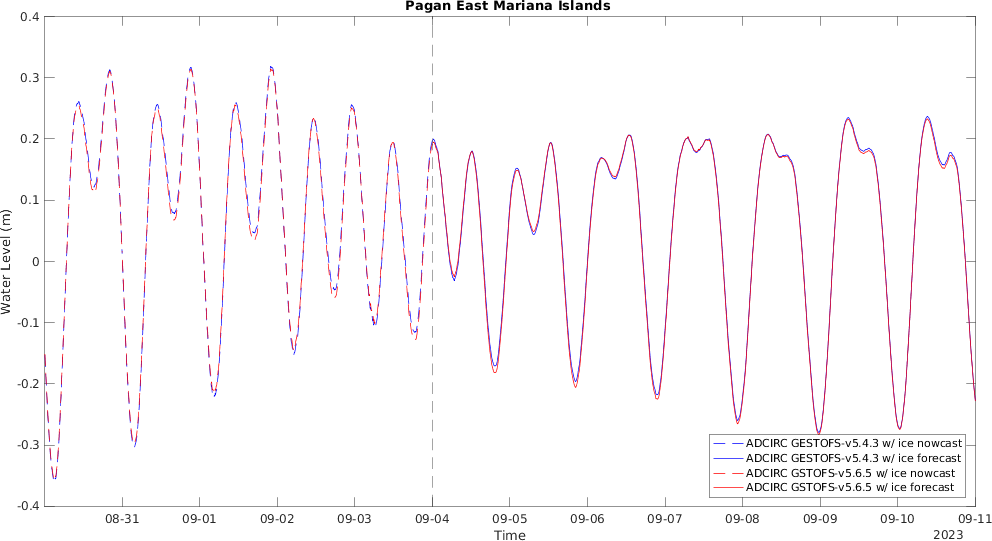 Pagan East Mariana Islands
0.4
0.3
0.2
0.1
0
-0.1
-0.2
-0.3
-0.4
Water Level (m)
ADCIRC GESTOFS-v5.4.3 w/ ice nowcast
ADCIRC GESTOFS-v5.4.3 w/ ice forecast
ADCIRC GSTOFS-v5.6.5 w/ ice nowcast
ADCIRC GSTOFS-v5.6.5 w/ ice forecast
08-31 09-01 09-02 09-03 09-04 09-05 09-06 09-07 09-08 09-09 09-10 09-11
Time
2023